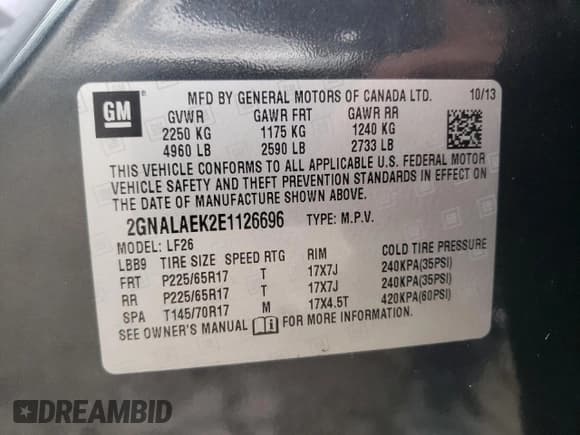 GM
MFD BY GENERAL MOTORS OF CANADA LTD. 10/13
GVWR GAWR FRT GAWR RR
2250 KG 1175 KG 1240 KG
4960 LB 2590 LB 2733 LB
THIS VEHICLE CONFORMS TO ALL APPLICABLE U.S. FEDERAL MOTOR
VEHICLE SAFETY AND THEFT PREVENTION STANDARDS IN EFFECT ON
THE DATE OF MANUFACTURE SHOWN ABOVE.
2GNALAEK2E1126696 TYPE: M.P.V.
MODEL: LF26
LBB9 TIRE SIZE SPEED RTG RIM COLD TIRE PRESSURE
FRT P225/65R17 T 17X7J 240KPA(35PSI)
RR P225/65R17 T 17X7J 240KPA(35PSI)
SPA T145/70R17 M 17X4.5T 420KPA(60PSI)
SEE OWNER'S MANUAL i FOR MORE INFORMATION.
DREAMBID